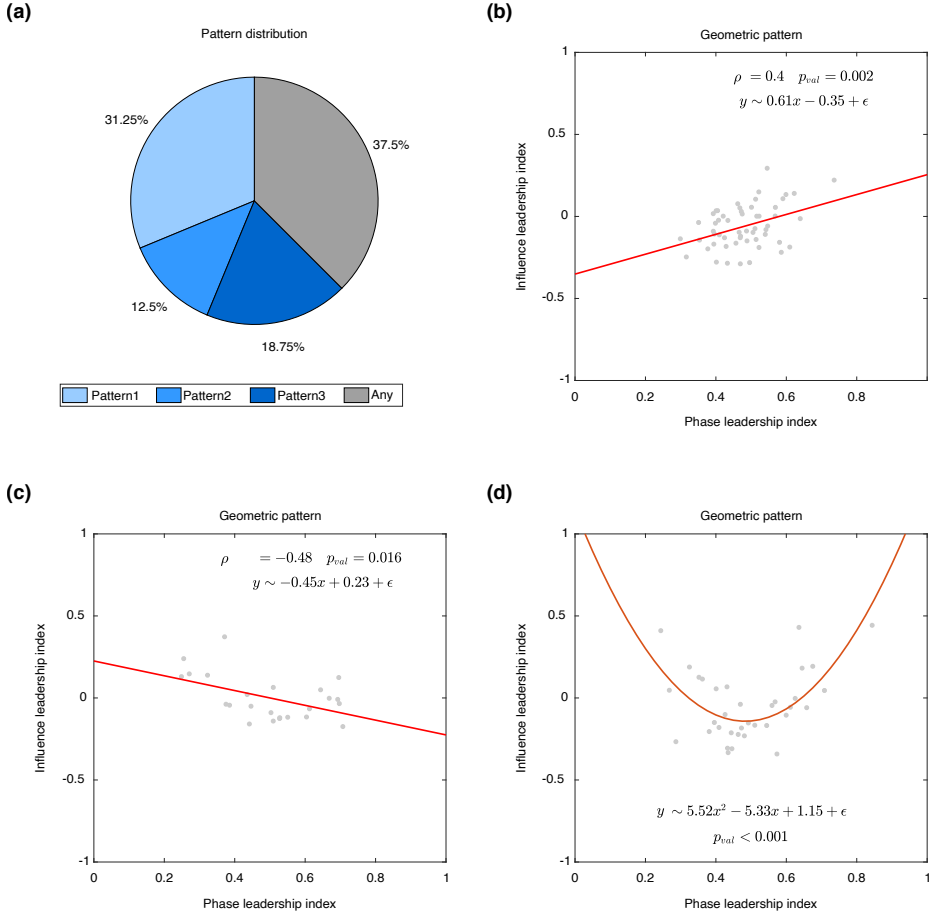 (a)
Pattern distribution
31.25%
37.5%
12.5%
18.75%
Pattern1 Pattern2 Pattern3 Any
(b)
Geometric pattern
ρ = 0.4 p_val = 0.002
y ∼ 0.61x − 0.35 + ϵ
1
0.5
0
-0.5
-1
Influence leadership index
0 0.2 0.4 0.6 0.8
Phase leadership index
(c)
Geometric pattern
ρ = −0.48 p_val = 0.016
y ∼ −0.45x + 0.23 + ϵ
1
0.5
0
-0.5
-1
Influence leadership index
0 0.2 0.4 0.6 0.8 1
Phase leadership index
(d)
Geometric pattern
1
0.5
0
-0.5
-1
Influence leadership index
y ∼ 5.52x² − 5.33x + 1.15 + ϵ
p_val < 0.001
0 0.2 0.4 0.6 0.8 1
Phase leadership index